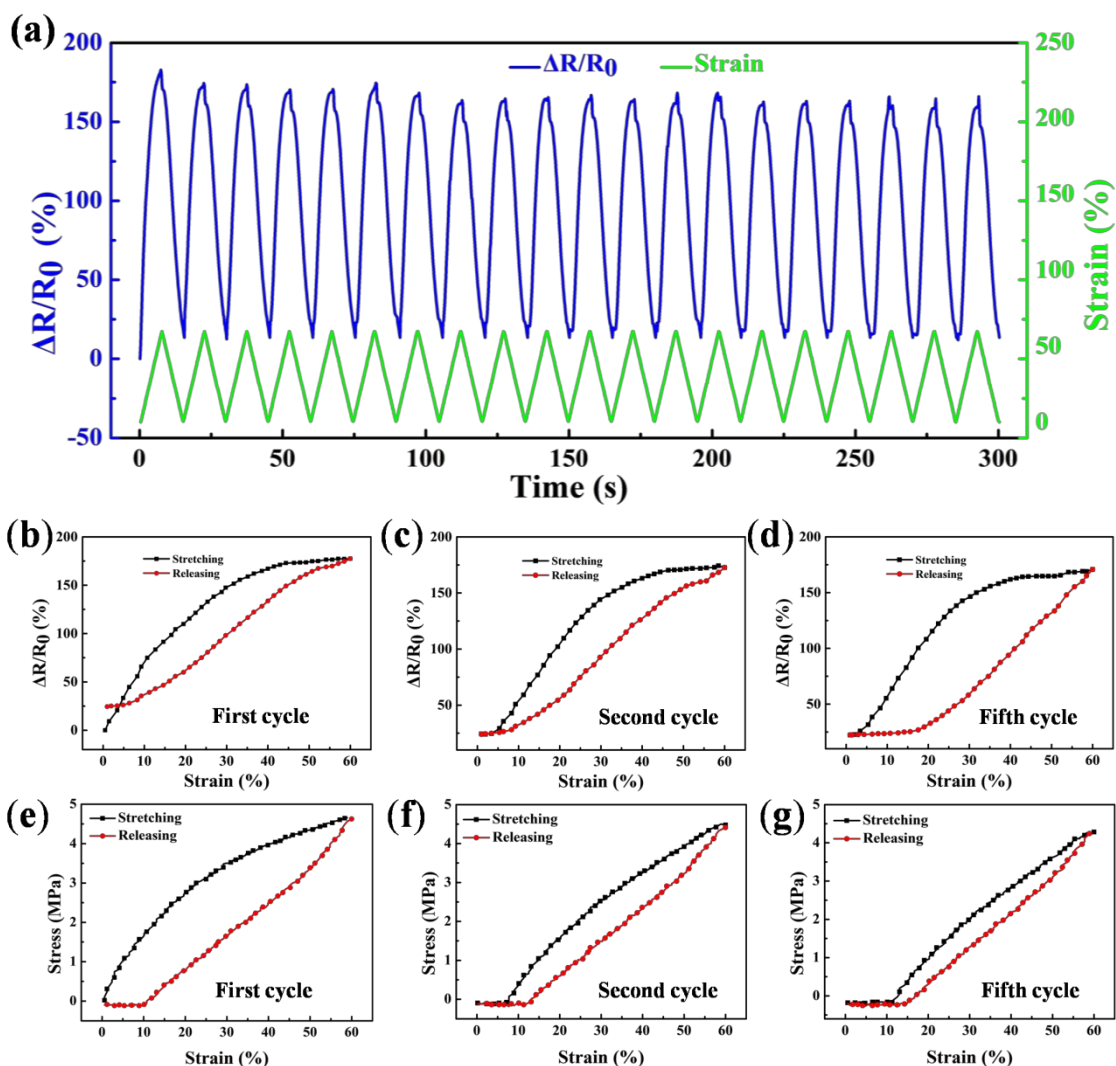 (a)
ΔR/R0 Strain
200
150
100
50
0
-50
ΔR/R0 (%)
250
200
150
100
50
0
Strain (%)
0 50 100 150 200 250 300
Time (s)
(b)
200
150
100
50
0
ΔR/R0 (%)
Stretching
Releasing
First cycle
0 10 20 30 40 50 60
Strain (%)
(c)
200
150
100
50
ΔR/R0 (%)
Stretching
Releasing
Second cycle
0 10 20 30 40 50 60
Strain (%)
(d)
200
150
100
50
ΔR/R0 (%)
Stretching
Releasing
Fifth cycle
0 10 20 30 40 50 60
Strain (%)
(e)
5
4
3
2
1
0
Stress (MPa)
Stretching
Releasing
First cycle
0 10 20 30 40 50 60
Strain (%)
(f)
5
4
3
2
1
0
Stress (MPa)
Stretching
Releasing
Second cycle
0 10 20 30 40 50 60
Strain (%)
(g)
5
4
3
2
1
0
Stress (MPa)
Stretching
Releasing
Fifth cycle
0 10 20 30 40 50 60
Strain (%)